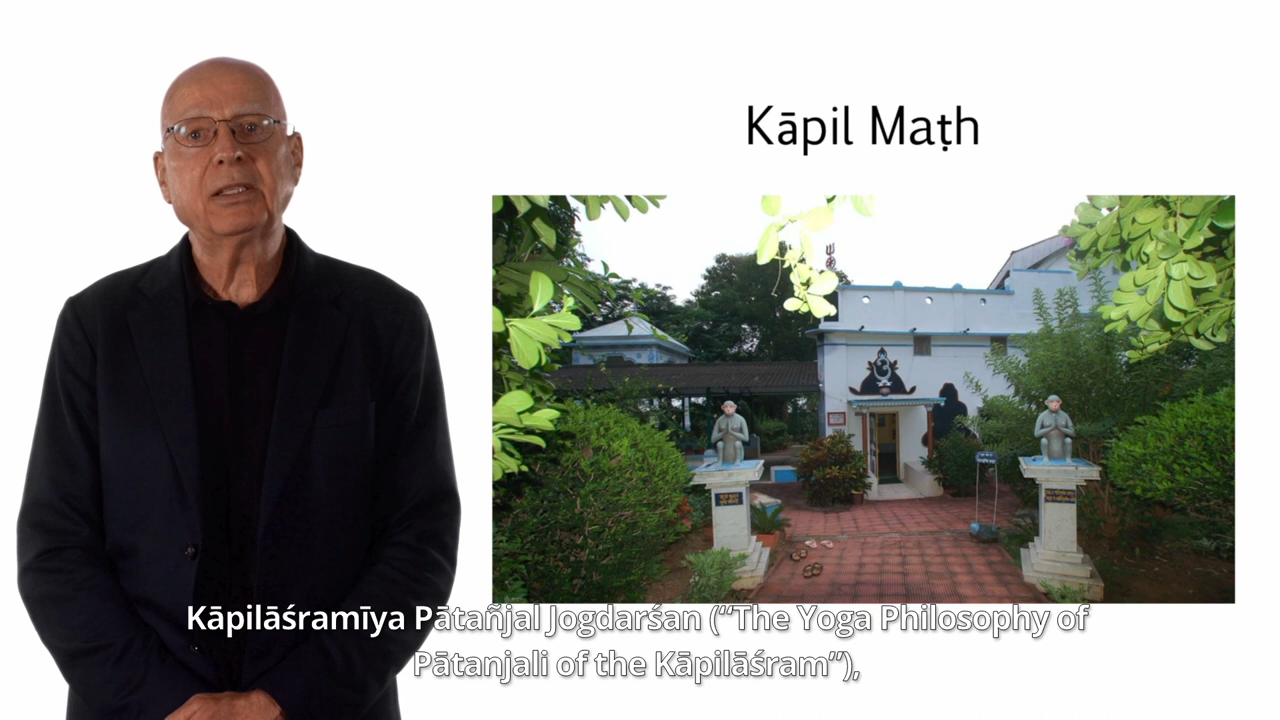 Kāpil Maṭh
Kāpilāśramīya Pātañjal Jogdarśan (“The Yoga Philosophy of
Pātanjali of the Kāpilāśram”),